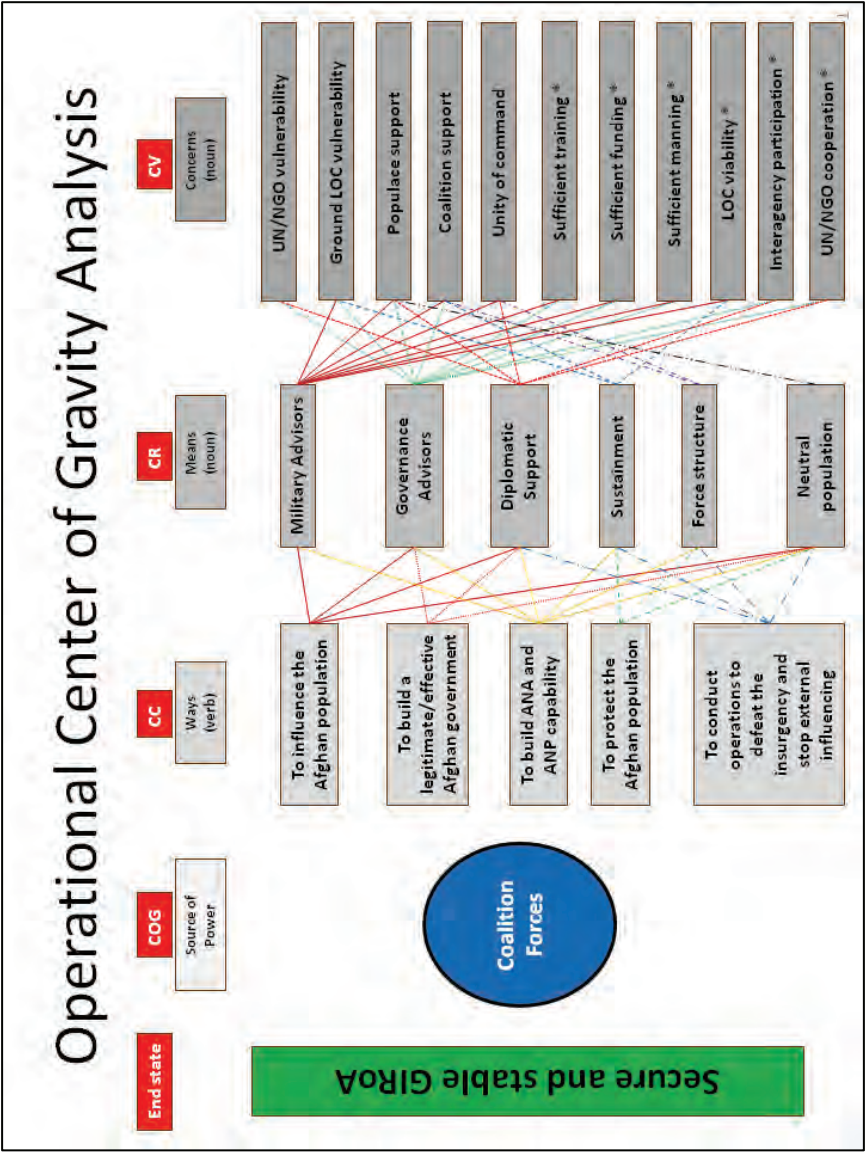 Operational Center of Gravity Analysis
End state
COG
CC
CR
CV
Source of
Power
Ways
(verb)
Means
(noun)
Concerns
(noun)
Secure and stable GIRoA
Coalition
Forces
To influence the
Afghan population
To build a
legitimate/effective
Afghan government
To build ANA and
ANP capability
To protect the
Afghan population
To conduct
operations to
defeat the
insurgency and
stop external
influencing
Military Advisors
Governance
Advisors
Diplomatic
Support
Sustainment
Force structure
Neutral
population
UN/NGO vulnerability
Ground LOC vulnerability
Populace support
Coalition support
Unity of command
Sufficient training *
Sufficient funding *
Sufficient manning *
LOC viability *
Interagency participation *
UN/NGO cooperation *
1